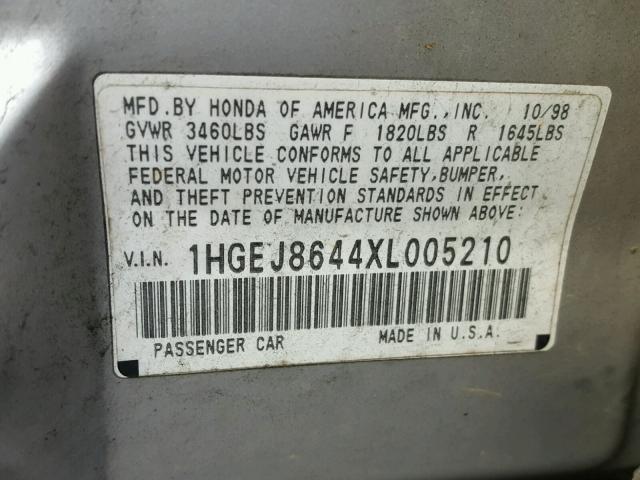 MFD.BY HONDA OF AMERICA MFG.,INC. 10/98
GVWR 3460LBS GAWR F 1820LBS R 1645LBS
THIS VEHICLE CONFORMS TO ALL APPLICABLE
FEDERAL MOTOR VEHICLE SAFETY,BUMPER,
AND THEFT PREVENTION STANDARDS IN EFFECT
ON THE DATE OF MANUFACTURE SHOWN ABOVE:
V.I.N. 1HGEJ8644XL005210
PASSENGER CAR MADE IN U.S.A.